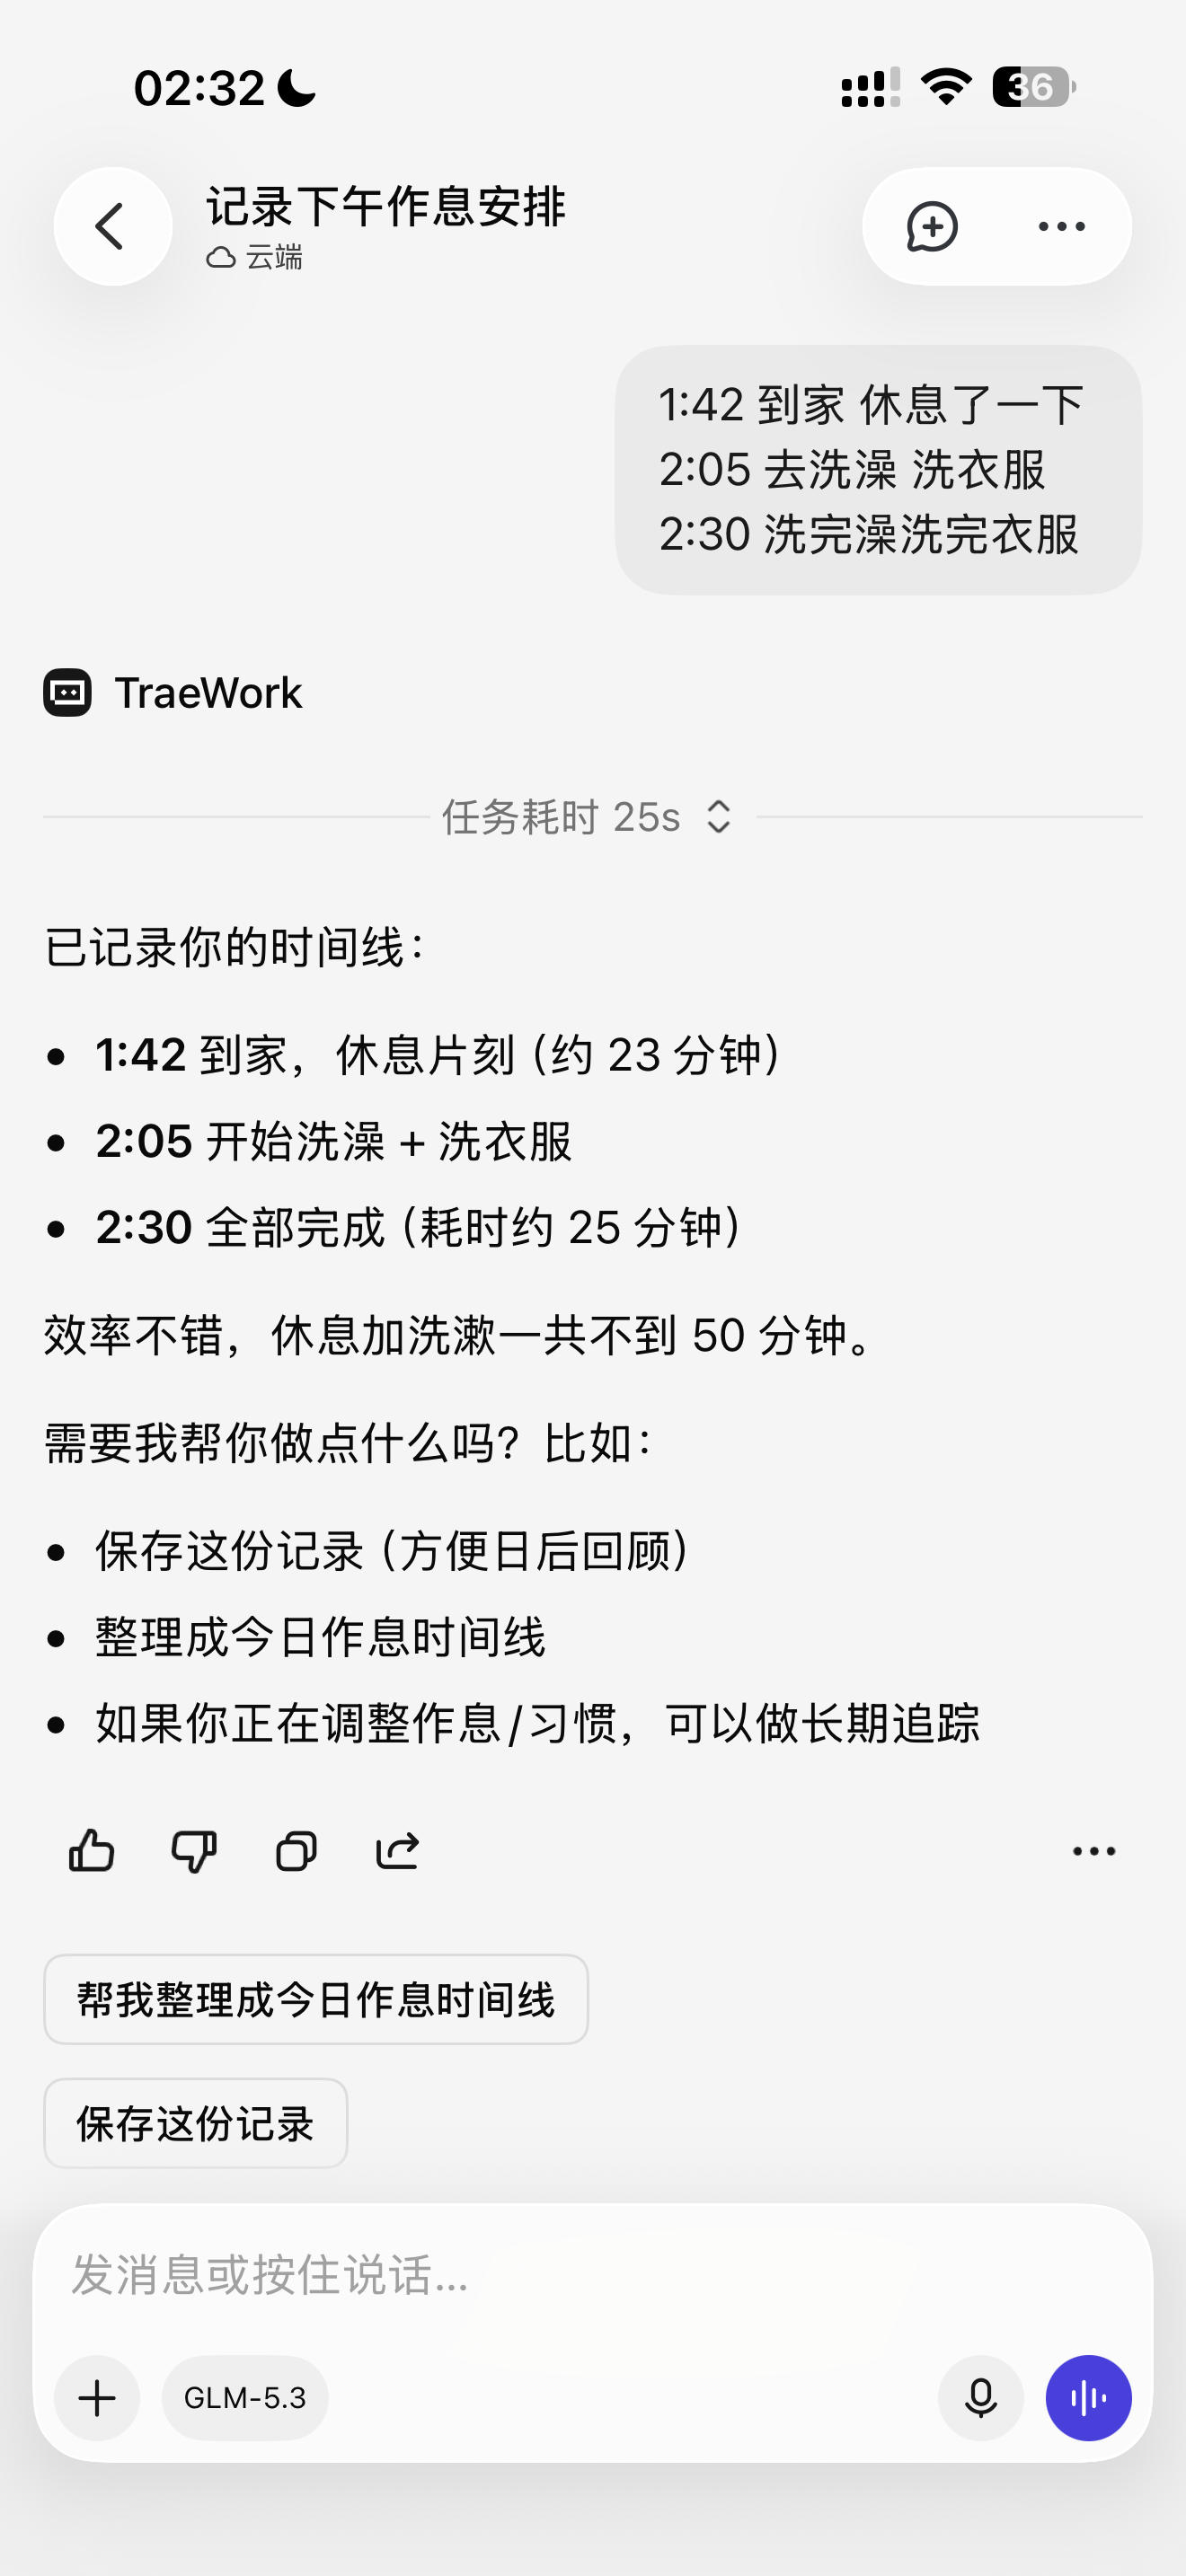 02:32
36
记录下午作息安排
云端
1:42 到家 休息了一下
2:05 去洗澡 洗衣服
2:30 洗完澡洗完衣服
TraeWork
任务耗时 25s
已记录你的时间线：
• 1:42 到家，休息片刻（约 23 分钟）
• 2:05 开始洗澡 + 洗衣服
• 2:30 全部完成（耗时约 25 分钟）
效率不错，休息加洗漱一共不到 50 分钟。
需要我帮你做点什么吗？比如：
• 保存这份记录（方便日后回顾）
• 整理成今日作息时间线
• 如果你正在调整作息/习惯，可以做长期追踪
帮我整理成今日作息时间线
保存这份记录
发消息或按住说话...
GLM-5.3